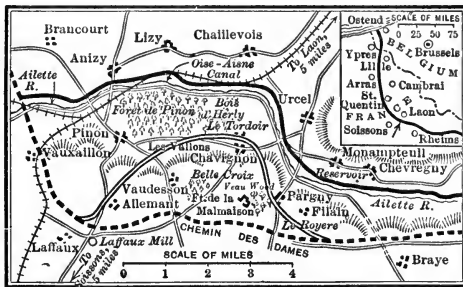 Brancourt
Lizy
Chaillevois
Anizy
To Laon,
5 miles
Oise-Aisne
Canal
Ailette
R.
Forêt de Pinon
Bois
d'Herly
Le Tordoir
Urcel
Pinon
Les Vallons
Chavignon
Monampteuil
Vauxaillon
Reservoir
Chevregny
Belle Croix
Vaudesson
Veau Wood
Allemant
Ft. de la
Malmaison
Pargny
Filain
Ailette R.
Le Royere
Laffaux
Laffaux Mill
CHEMIN DES DAMES
To
Soissons,
5 miles
SCALE OF MILES
0 1 2 3 4
Braye
SCALE OF MILES
0 25 50 75
Ostend
BELGIUM
Brussels
Ypres
Lille
Arras
Cambrai
St.
Quentin
FRANCE
Laon
Soissons
Rheims